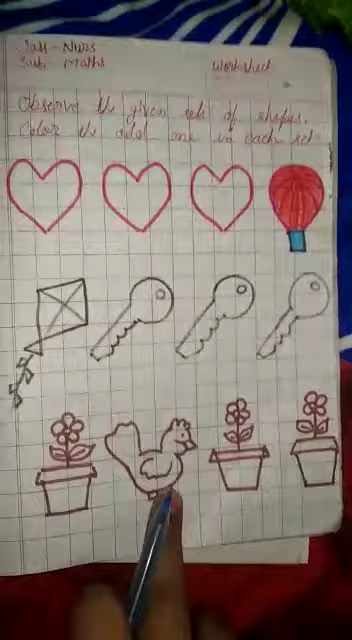 Class - Nurs
Sub Maths
Worksheet
Observe the given sets of shapes.
Colour the odd one in each set.